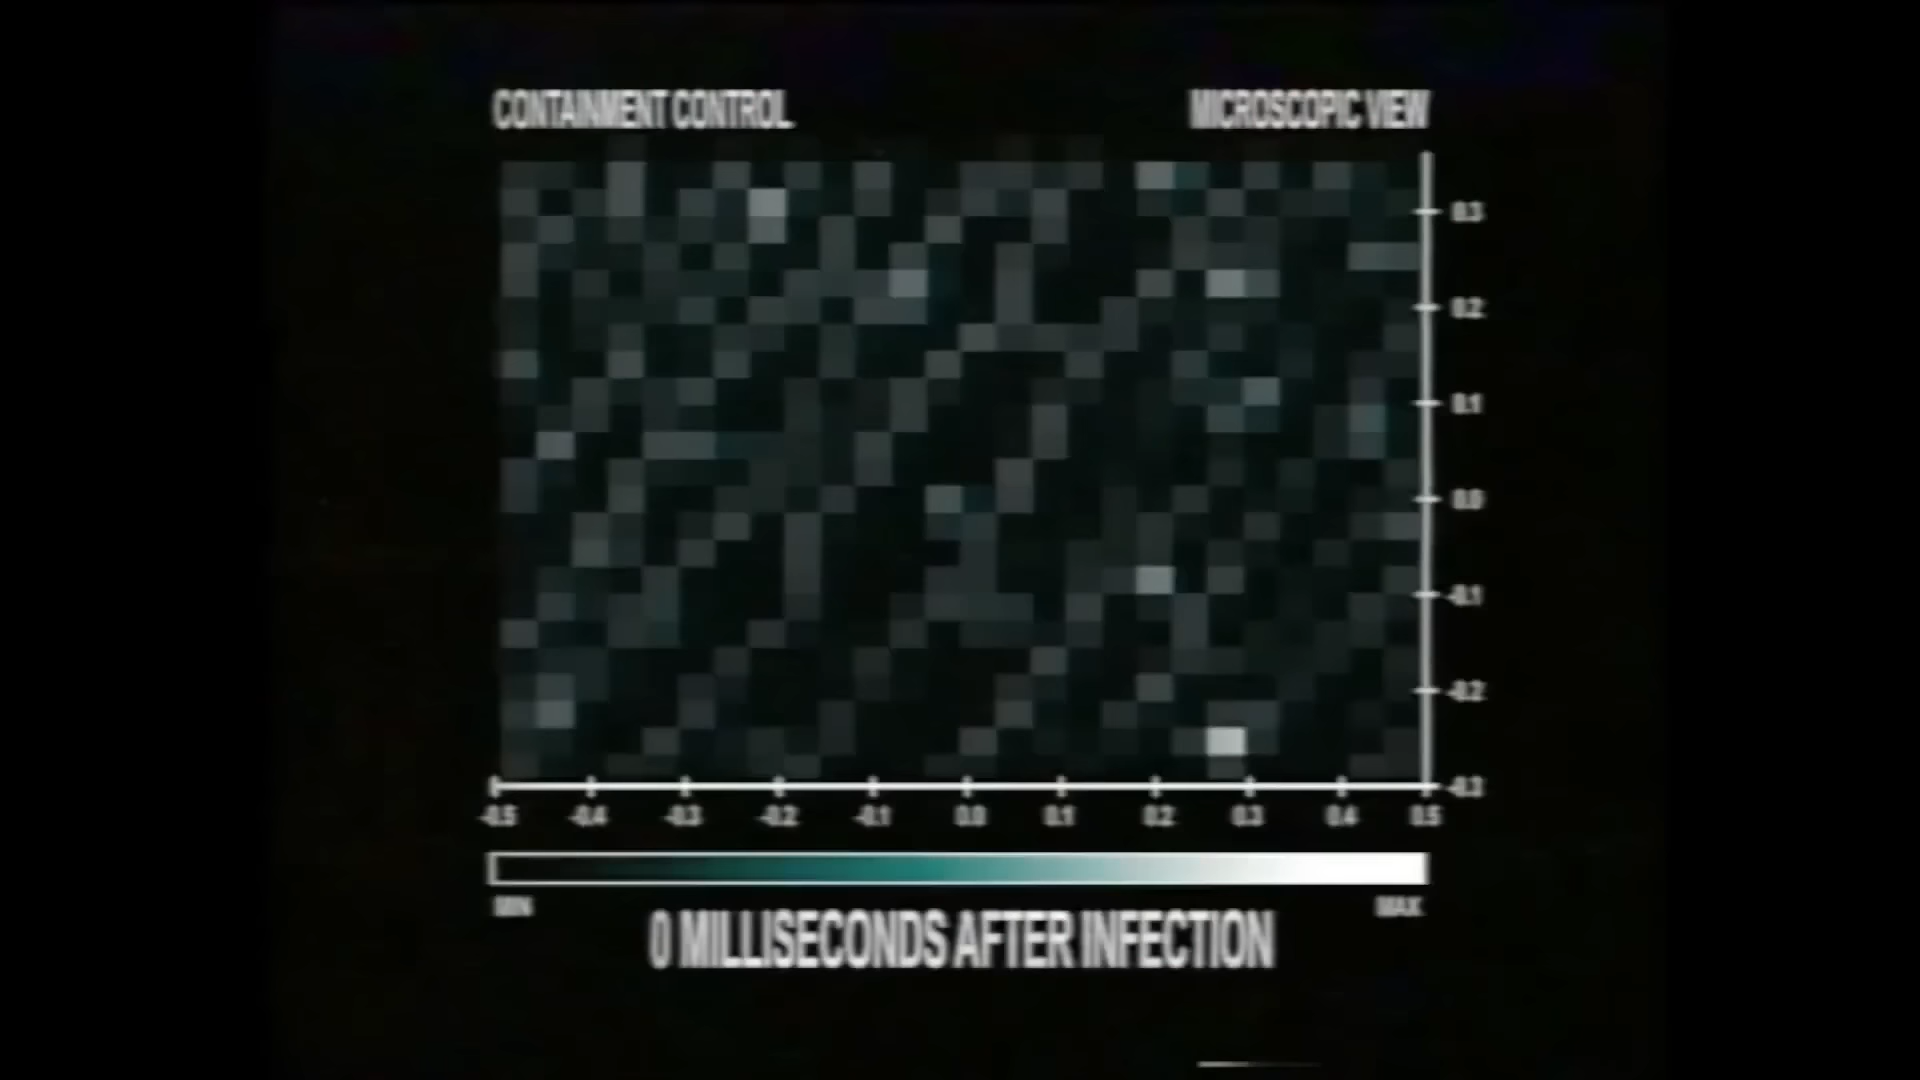 CONTAINMENT CONTROL
MICROSCOPIC VIEW
0.3
0.2
0.1
0.0
-0.1
-0.2
-0.3
-0.5 -0.4 -0.3 -0.2 -0.1 0.0 0.1 0.2 0.3 0.4 0.5
MIN MAX
0 MILLISECONDS AFTER INFECTION